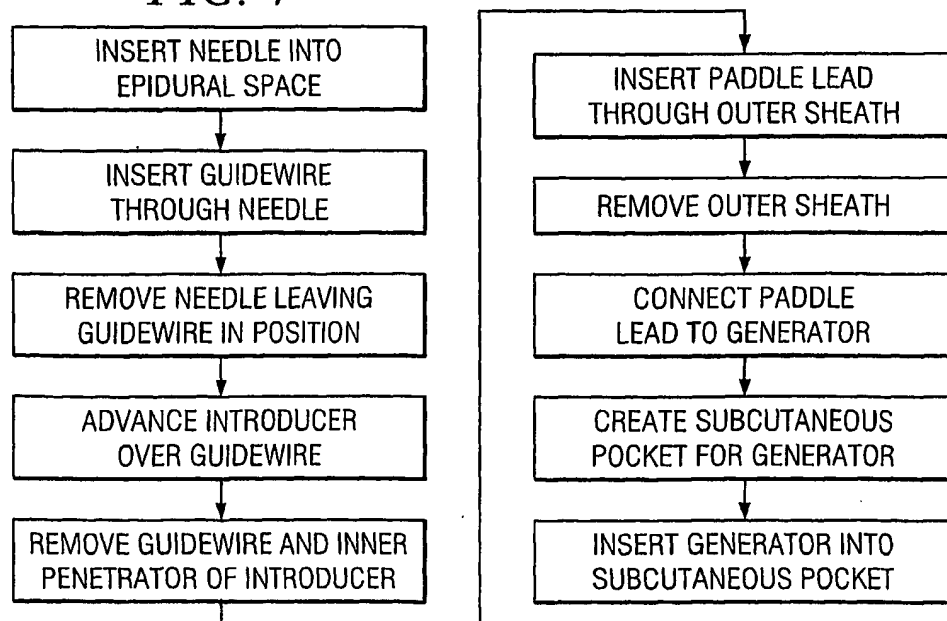 FIG. 7
INSERT NEEDLE INTO
EPIDURAL SPACE
INSERT GUIDEWIRE
THROUGH NEEDLE
REMOVE NEEDLE LEAVING
GUIDEWIRE IN POSITION
ADVANCE INTRODUCER
OVER GUIDEWIRE
REMOVE GUIDEWIRE AND INNER
PENETRATOR OF INTRODUCER
INSERT PADDLE LEAD
THROUGH OUTER SHEATH
REMOVE OUTER SHEATH
CONNECT PADDLE
LEAD TO GENERATOR
CREATE SUBCUTANEOUS
POCKET FOR GENERATOR
INSERT GENERATOR INTO
SUBCUTANEOUS POCKET